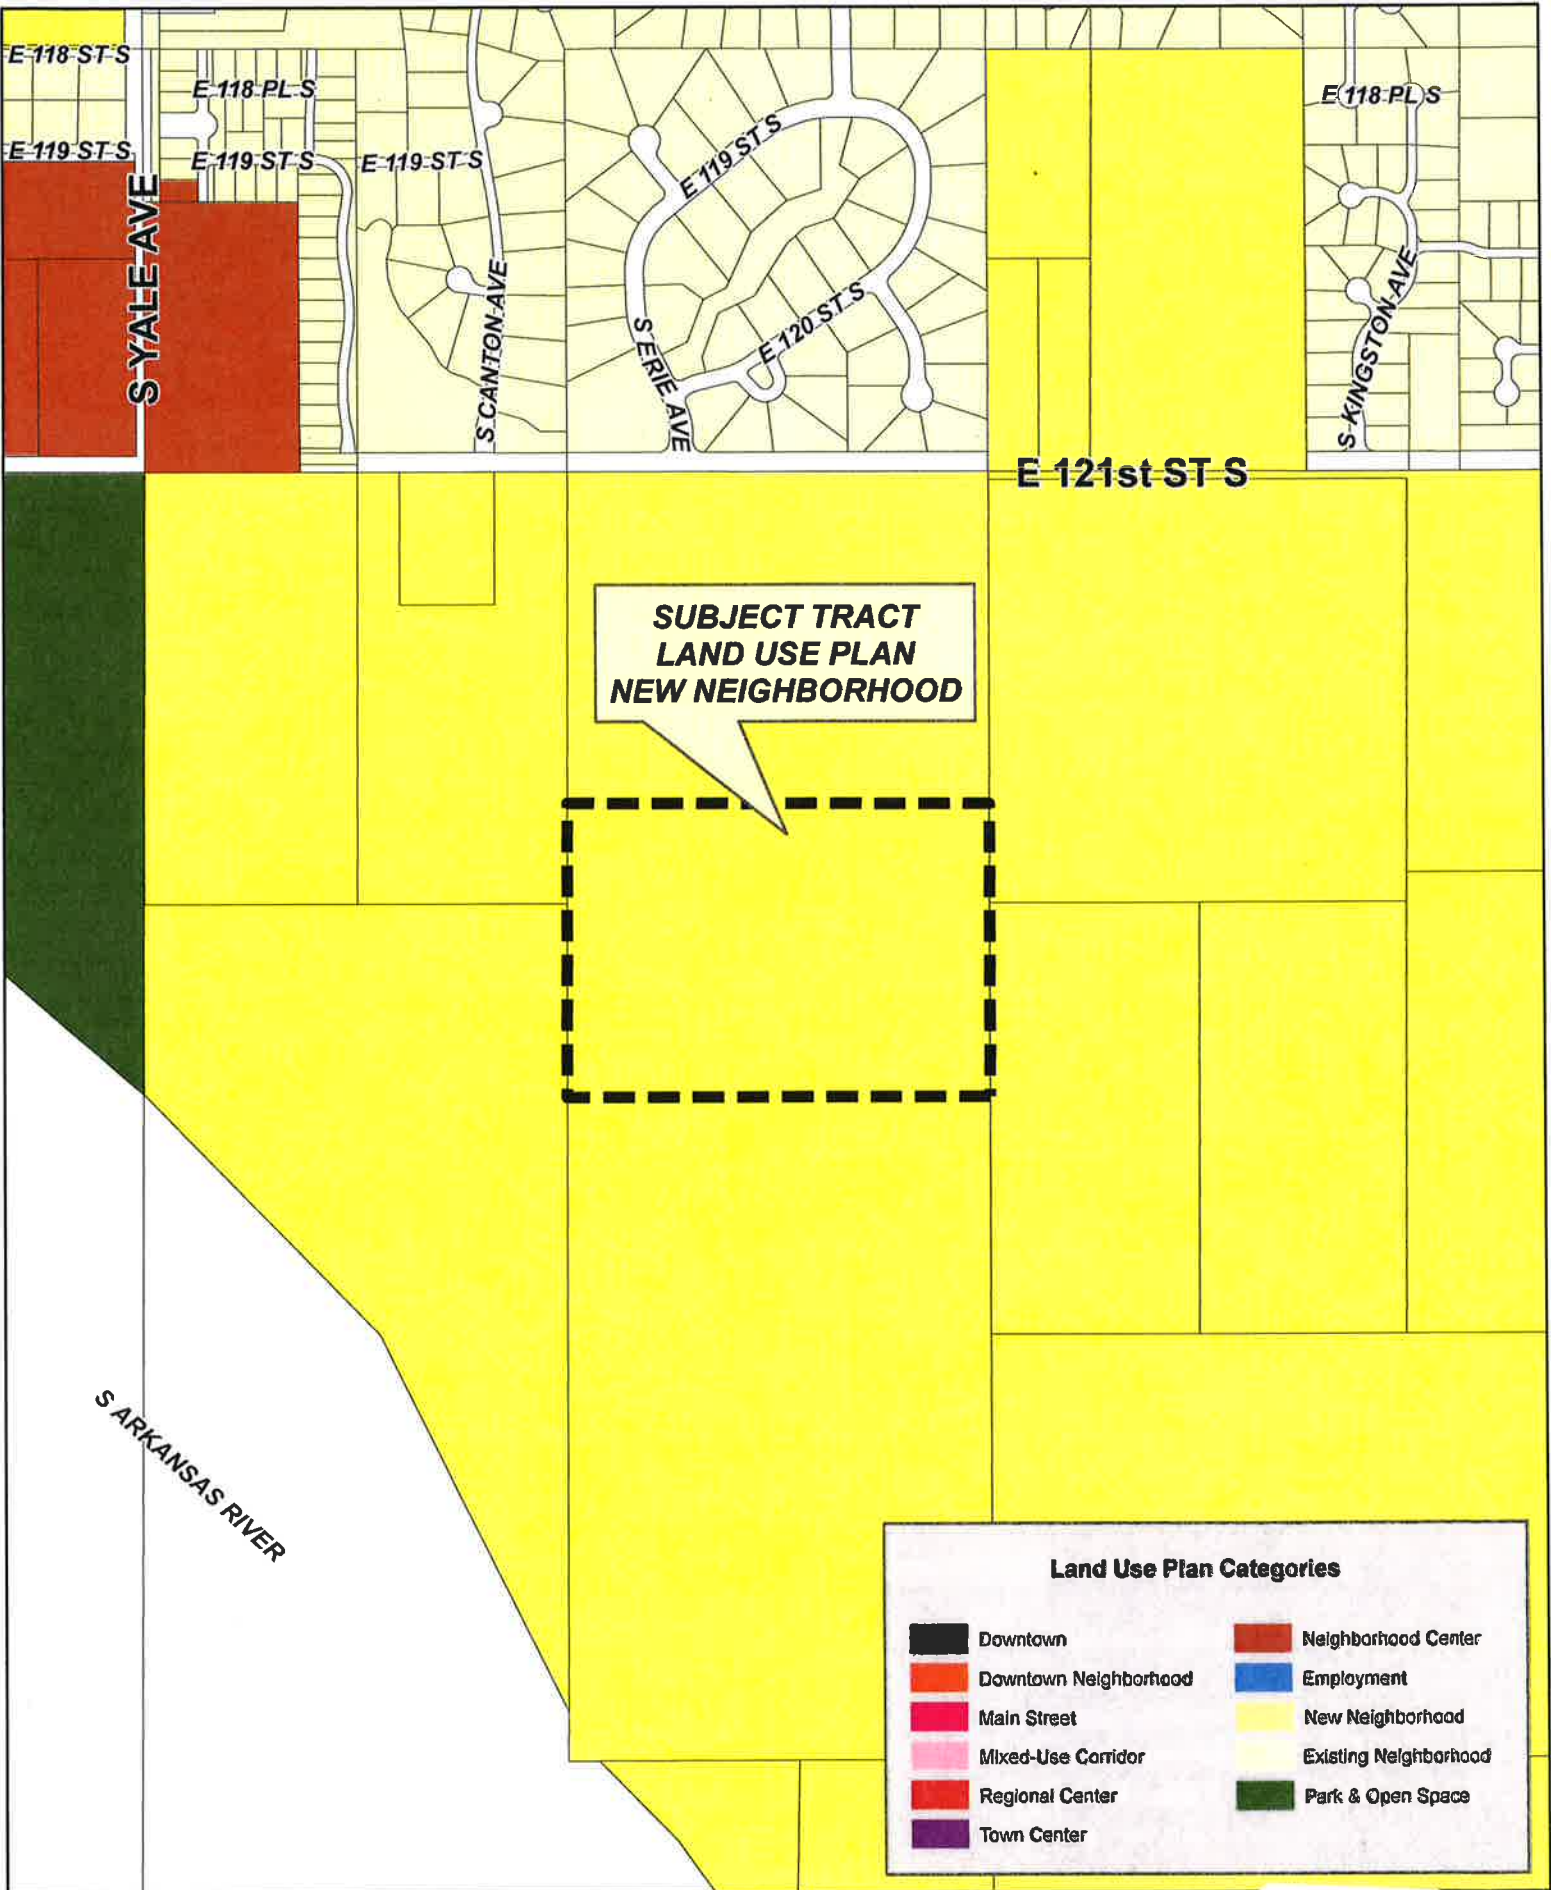 E 118 ST S
E 118 PL S
E 118 PL S
E 119 ST S
E 119 ST S
E 119 ST S
E 119 ST S
S YALE AVE
S CANTON AVE
S ERIE AVE
E 120 ST S
S KINGSTON AVE
E 121st ST S
SUBJECT TRACT
LAND USE PLAN
NEW NEIGHBORHOOD
S ARKANSAS RIVER
Land Use Plan Categories
Downtown
Downtown Neighborhood
Main Street
Mixed-Use Corridor
Regional Center
Town Center
Neighborhood Center
Employment
New Neighborhood
Existing Neighborhood
Park & Open Space